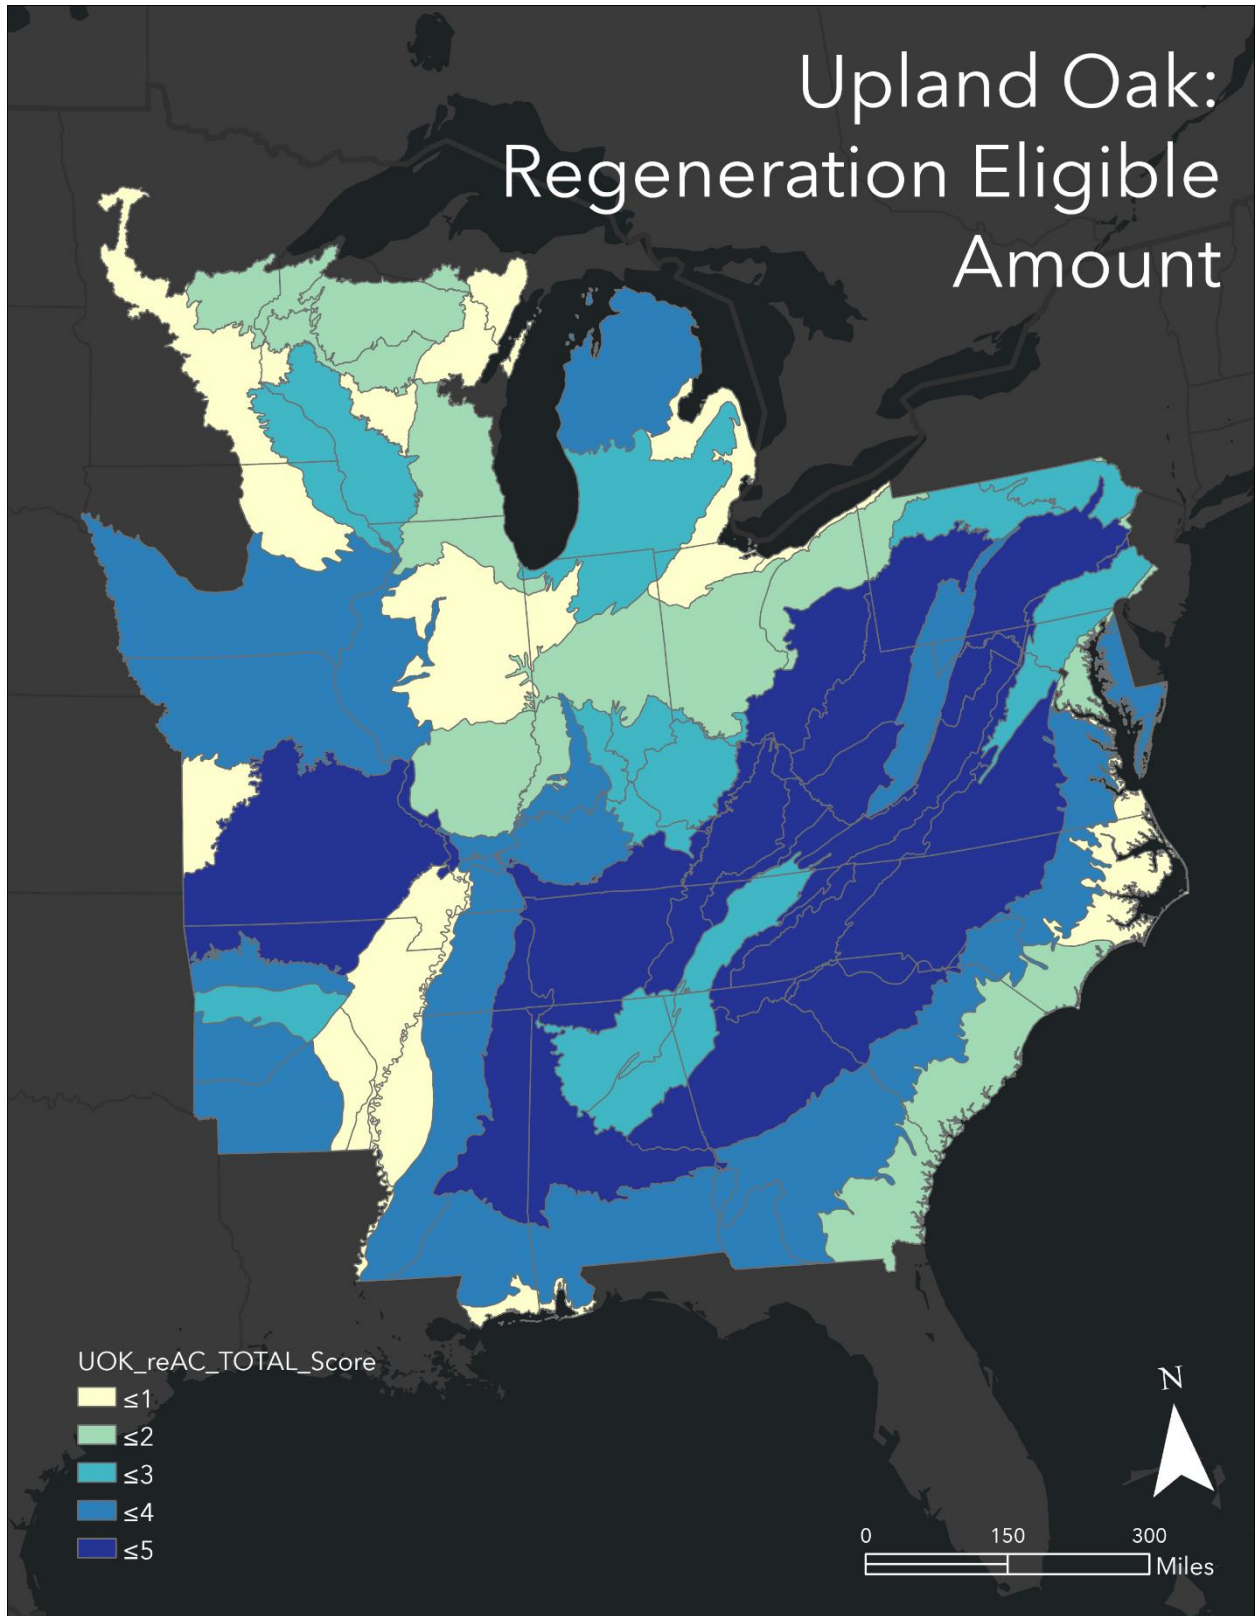 Upland Oak:
Regeneration Eligible
Amount
UOK_reAC_TOTAL_Score
≤1
≤2
≤3
≤4
≤5
N
0 150 300
Miles